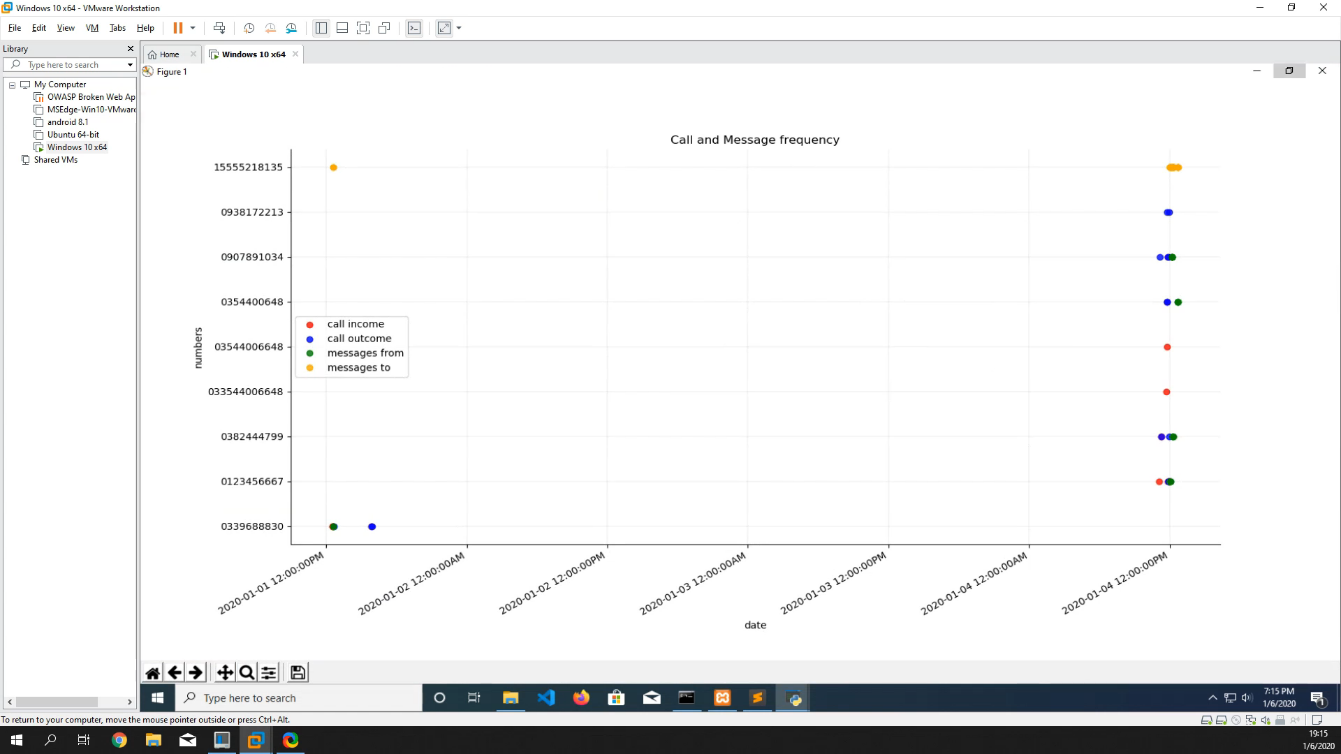 Windows 10 x64 - VMware Workstation
File Edit View VM Tabs Help
Library
Type here to search
My Computer
OWASP Broken Web Ap
MSEdge-Win10-VMware
android 8.1
Ubuntu 64-bit
Windows 10 x64
Shared VMs
Home Windows 10 x64
Figure 1
Call and Message frequency
15555218135
0938172213
0907891034
0354400648
03544006648
033544006648
0382444799
0123456667
0339688830
numbers
call income
call outcome
messages from
messages to
2020-01-01 12:00:00PM
2020-01-02 12:00:00AM
2020-01-02 12:00:00PM
2020-01-03 12:00:00AM
2020-01-03 12:00:00PM
2020-01-04 12:00:00AM
2020-01-04 12:00:00PM
date
Type here to search
7:15 PM
1/6/2020
1
To return to your computer, move the mouse pointer outside or press Ctrl+Alt.
19:15
1/6/2020